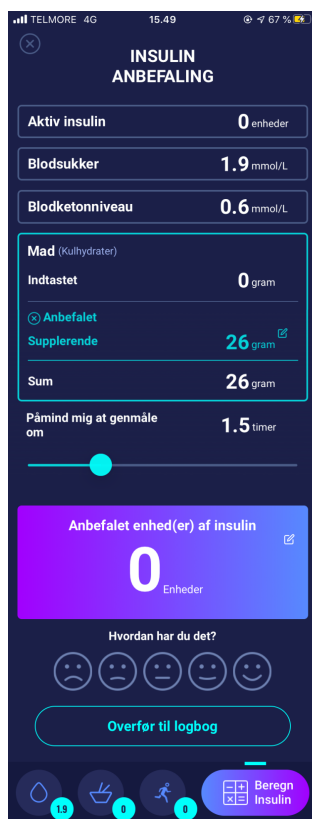 TELMORE 4G 15.49 67 %
INSULIN
ANBEFALING
Aktiv insulin 0 enheder
Blodsukker 1.9 mmol/L
Blodketonniveau 0.6 mmol/L
Mad (Kulhydrater)
Indtastet 0 gram
Anbefalet
Supplerende 26 gram
Sum 26 gram
Påmind mig at genmåle
om 1.5 timer
Anbefalet enhed(er) af insulin
0 Enheder
Hvordan har du det?
Overfør til logbog
1.9 0 0 Beregn
Insulin